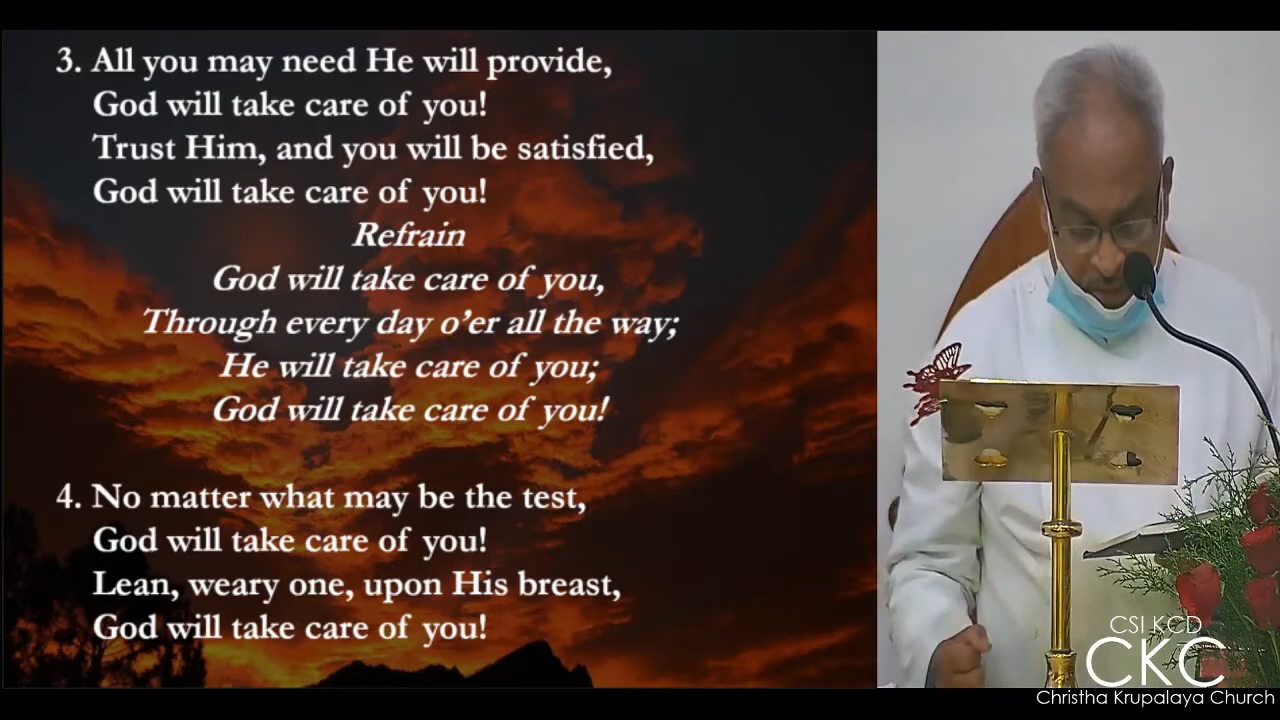 3. All you may need He will provide,
God will take care of you!
Trust Him, and you will be satisfied,
God will take care of you!
Refrain
God will take care of you,
Through every day o’er all the way;
He will take care of you;
God will take care of you!
4. No matter what may be the test,
God will take care of you!
Lean, weary one, upon His breast,
God will take care of you!
CSI KCD
CKC
Christha Krupalaya Church